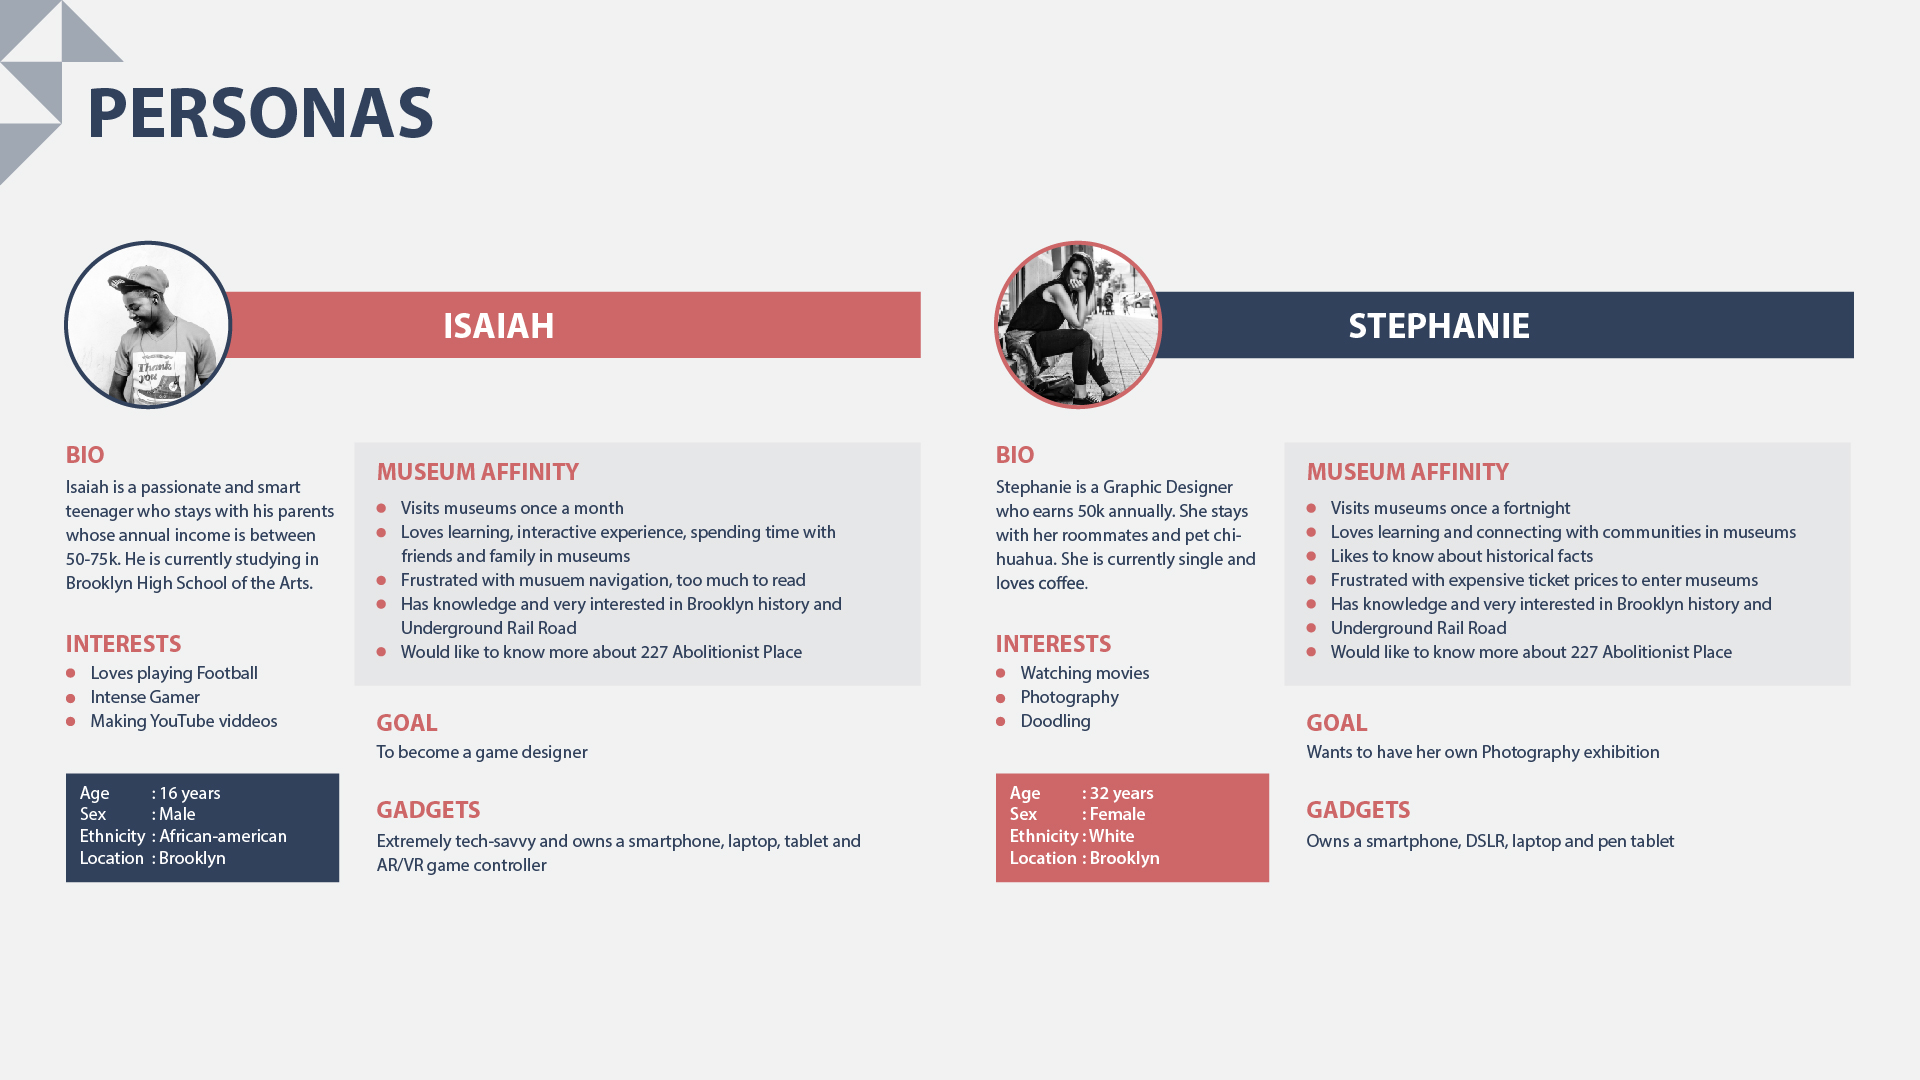 PERSONAS
ISAIAH
Thank
you
BIO
Isaiah is a passionate and smart
teenager who stays with his parents
whose annual income is between
50-75k. He is currently studying in
Brooklyn High School of the Arts.
INTERESTS
Loves playing Football
Intense Gamer
Making YouTube viddeos
Age : 16 years
Sex : Male
Ethnicity : African-american
Location : Brooklyn
MUSEUM AFFINITY
Visits museums once a month
Loves learning, interactive experience, spending time with
friends and family in museums
Frustrated with musuem navigation, too much to read
Has knowledge and very interested in Brooklyn history and
Underground Rail Road
Would like to know more about 227 Abolitionist Place
GOAL
To become a game designer
GADGETS
Extremely tech-savvy and owns a smartphone, laptop, tablet and
AR/VR game controller
STEPHANIE
BIO
Stephanie is a Graphic Designer
who earns 50k annually. She stays
with her roommates and pet chi-
huahua. She is currently single and
loves coffee.
INTERESTS
Watching movies
Photography
Doodling
Age : 32 years
Sex : Female
Ethnicity : White
Location : Brooklyn
MUSEUM AFFINITY
Visits museums once a fortnight
Loves learning and connecting with communities in museums
Likes to know about historical facts
Frustrated with expensive ticket prices to enter museums
Has knowledge and very interested in Brooklyn history and
Underground Rail Road
Would like to know more about 227 Abolitionist Place
GOAL
Wants to have her own Photography exhibition
GADGETS
Owns a smartphone, DSLR, laptop and pen tablet